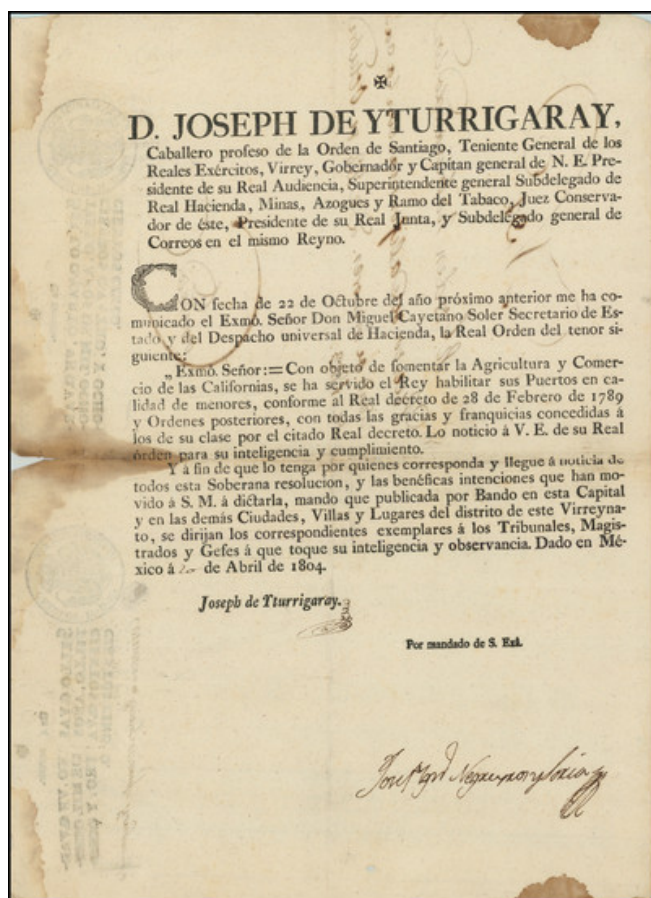 ✠
D. JOSEPH DE YTURRIGARAY,
Caballero profeso de la Orden de Santiago, Teniente General de los
Reales Exércitos, Virrey, Gobernador y Capitan general de N. E. Pre-
sidente de su Real Audiencia, Superintendente general Subdelegado de
Real Hacienda, Minas, Azogues y Ramo del Tabaco, Juez Conserva-
dor de éste, Presidente de su Real Junta, y Subdelegado general de
Correos en el mismo Reyno.
CON fecha de 22 de Octubre del año próximo anterior me ha co-
municado el Exmô. Señor Don Miguel Cayetano Soler Secretario de Es-
tado y del Despacho universal de Hacienda, la Real Orden del tenor si-
guiente:
„Exmô. Señor:=Con objeto de fomentar la Agricultura y Comer-
cio de las Californias, se ha servido el Rey habilitar sus Puertos en ca-
lidad de menores, conforme al Real decreto de 28 de Febrero de 1789
y Ordenes posteriores, con todas las gracias y franquicias concedidas á
los de su clase por el citado Real decreto. Lo noticio á V. E. de su Real
órden para su inteligencia y cumplimiento.
Y á fin de que lo tenga por quienes corresponda y llegue á noticia de
todos esta Soberana resolucion, y las benéficas intenciones que han mo-
vido á S. M. á dictarla, mando que publicada por Bando en esta Capital
y en las demás Ciudades, Villas y Lugares del distrito de este Virreyna-
to, se dirijan los correspondientes exemplares á los Tribunales, Magis-
trados y Gefes á que toque su inteligencia y observancia. Dado en Mé-
xico á de Abril de 1804.
Joseph de Yturrigaray.
Por mandado de S. Exâ.